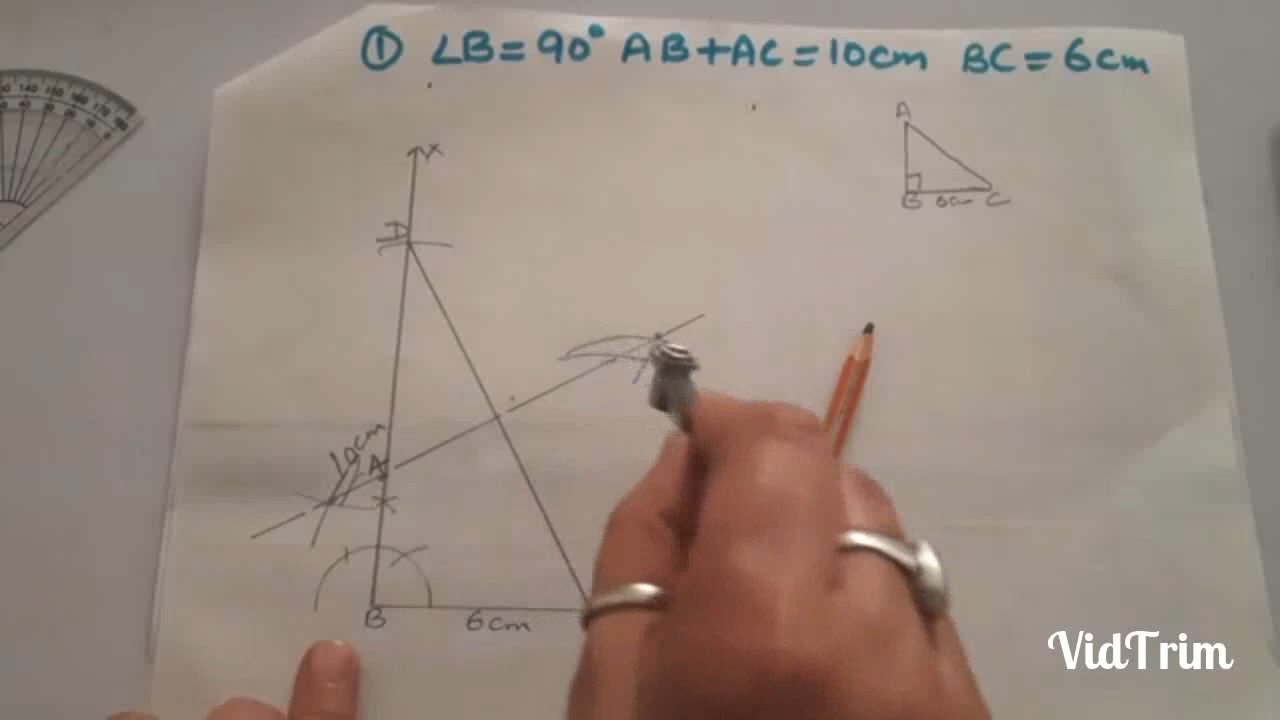 ① ∠B=90° AB+AC=10cm BC=6cm
A
B 6cm C
X
D
10cm
A
B 6cm
VidTrim